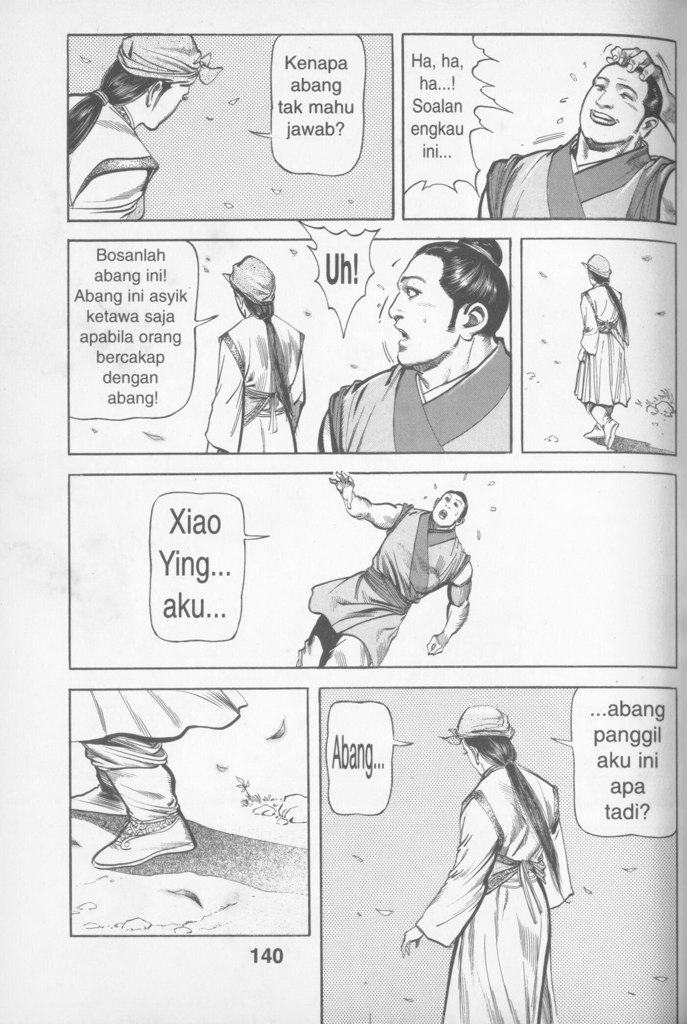 Kenapa
abang
tak mahu
jawab?
Ha, ha,
ha...!
Soalan
engkau
ini...
Bosanlah
abang ini!
Abang ini asyik
ketawa saja
apabila orang
bercakap
dengan
abang!
Uh!
Xiao
Ying...
aku...
Abang...
...abang
panggil
aku ini
apa
tadi?
140